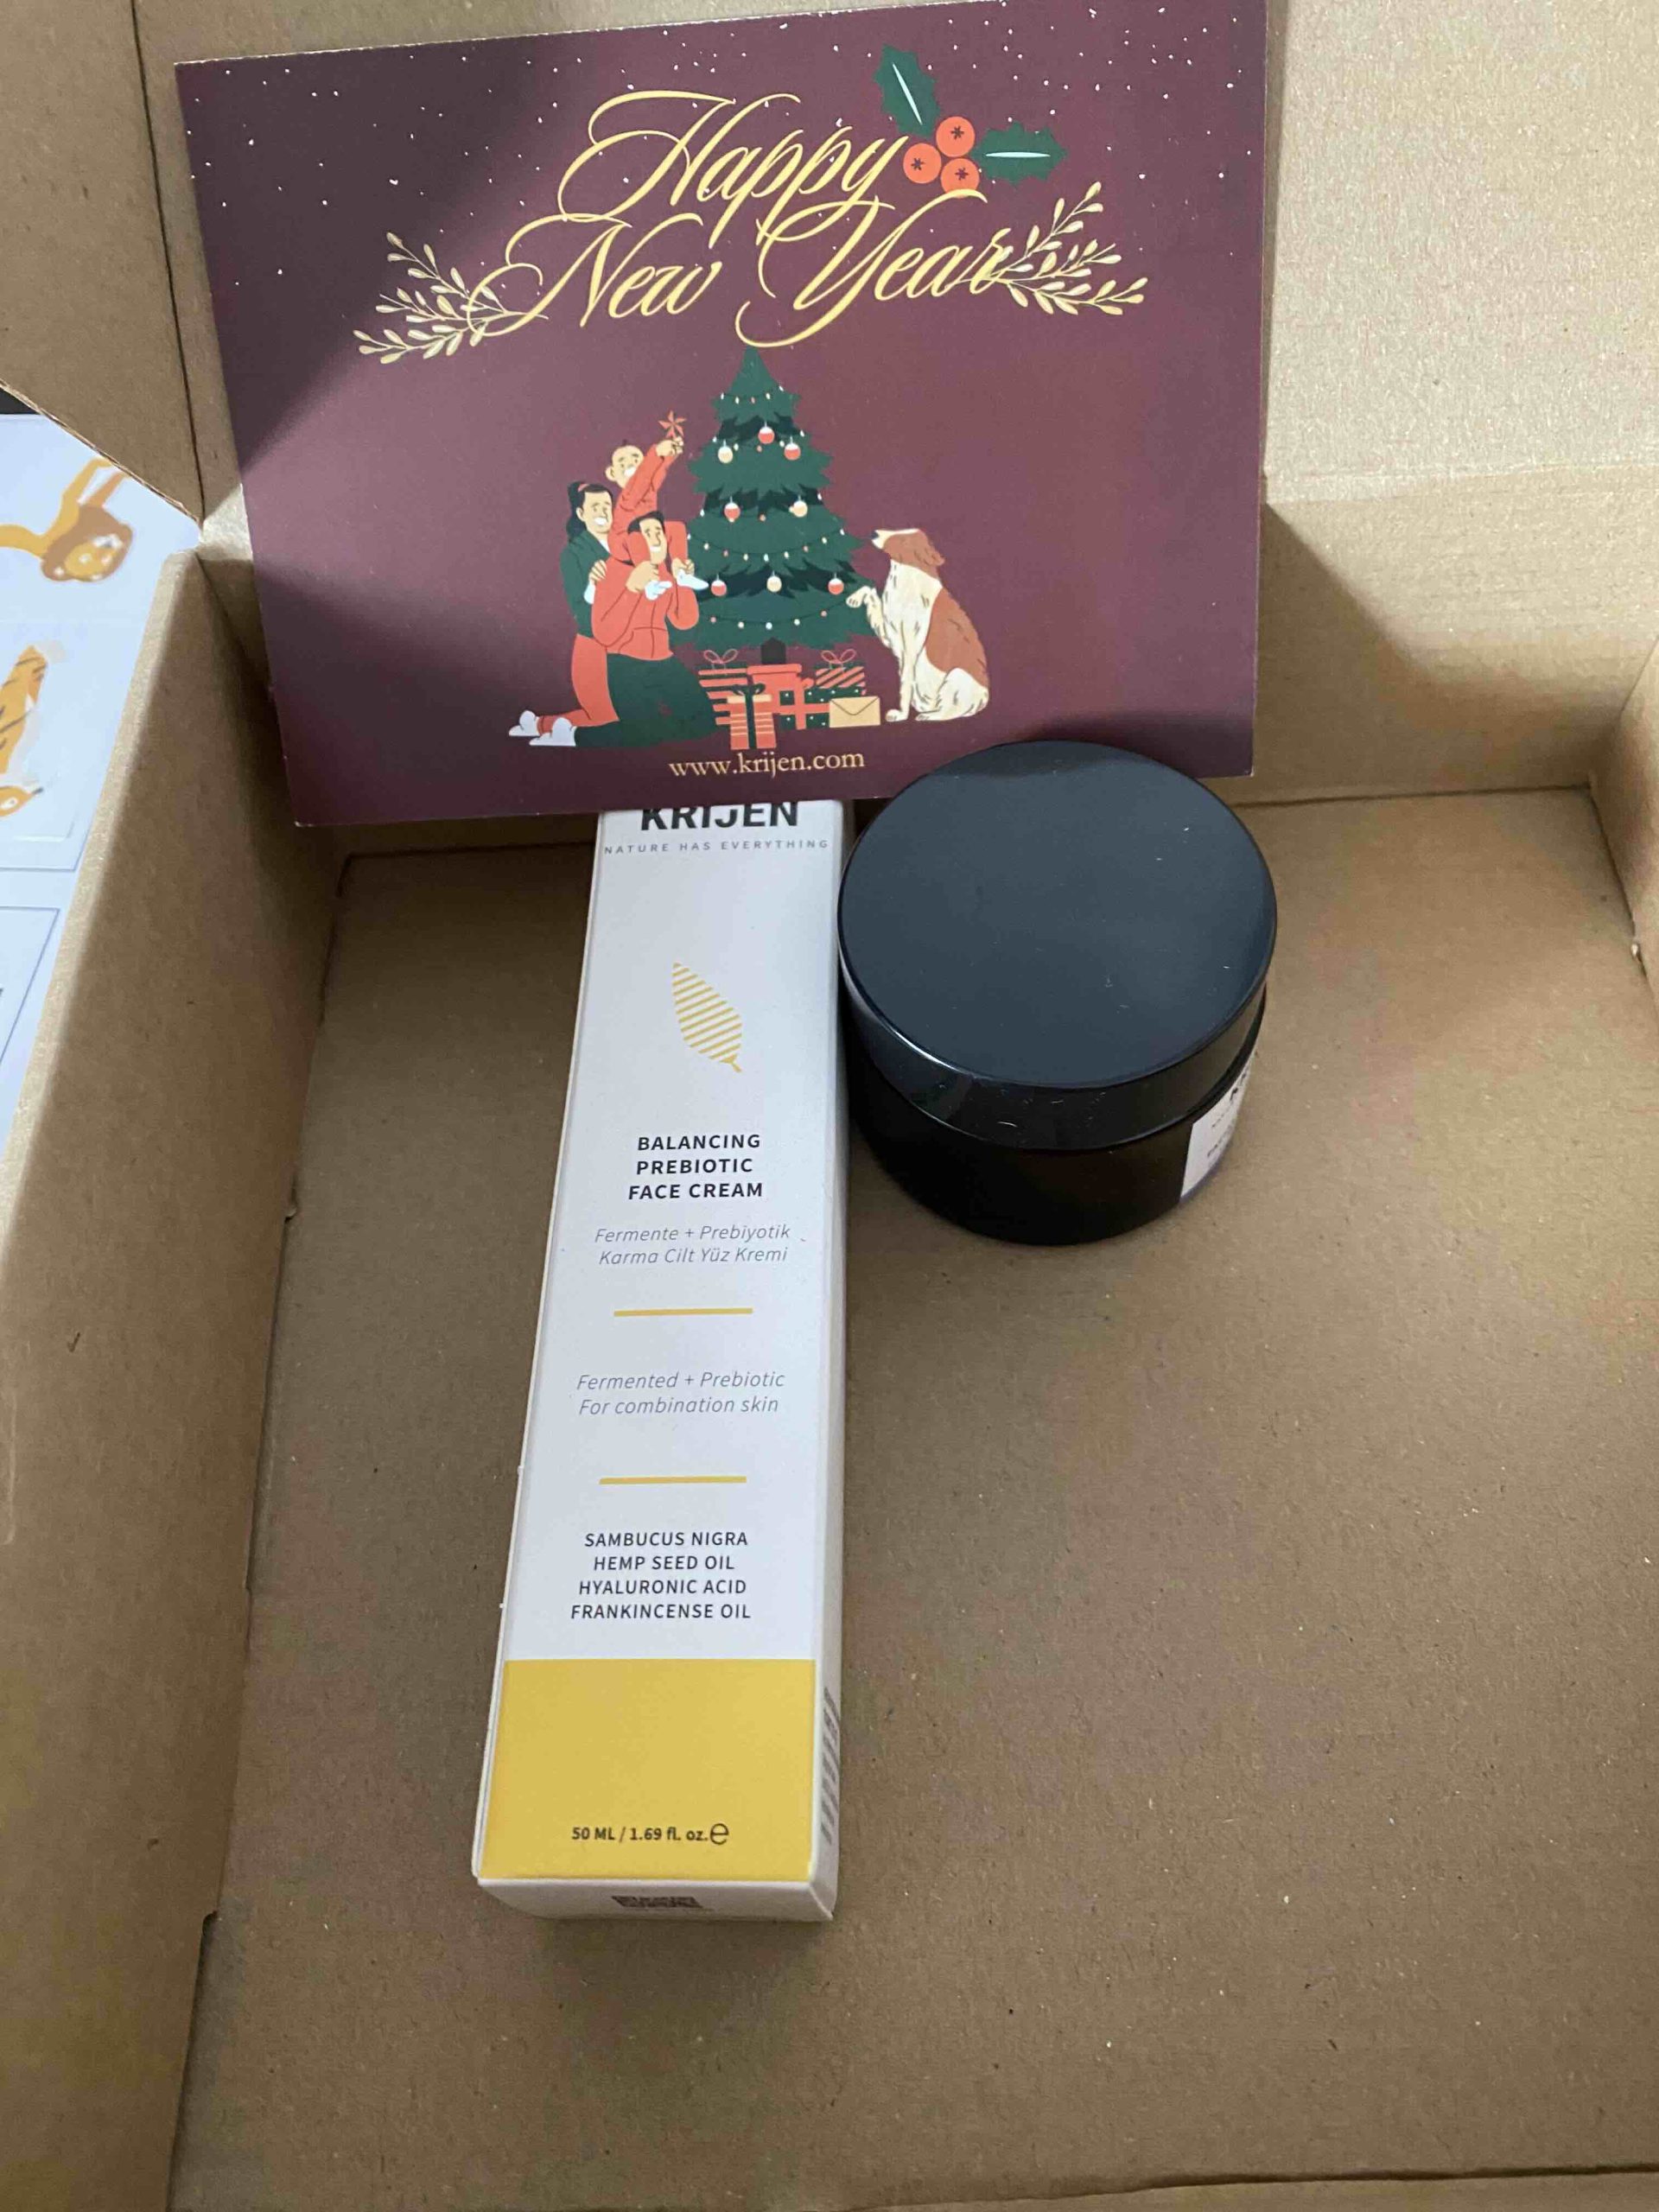 Happy
New Year
www.krijen.com
KRIJEN
NATURE HAS EVERYTHING
BALANCING
PREBIOTIC
FACE CREAM
Fermente + Prebiyotik
Karma Cilt Yüz Kremi
Fermented + Prebiotic
For combination skin
SAMBUCUS NIGRA
HEMP SEED OIL
HYALURONIC ACID
FRANKINCENSE OIL
50 ML / 1.69 fl. oz. ℮